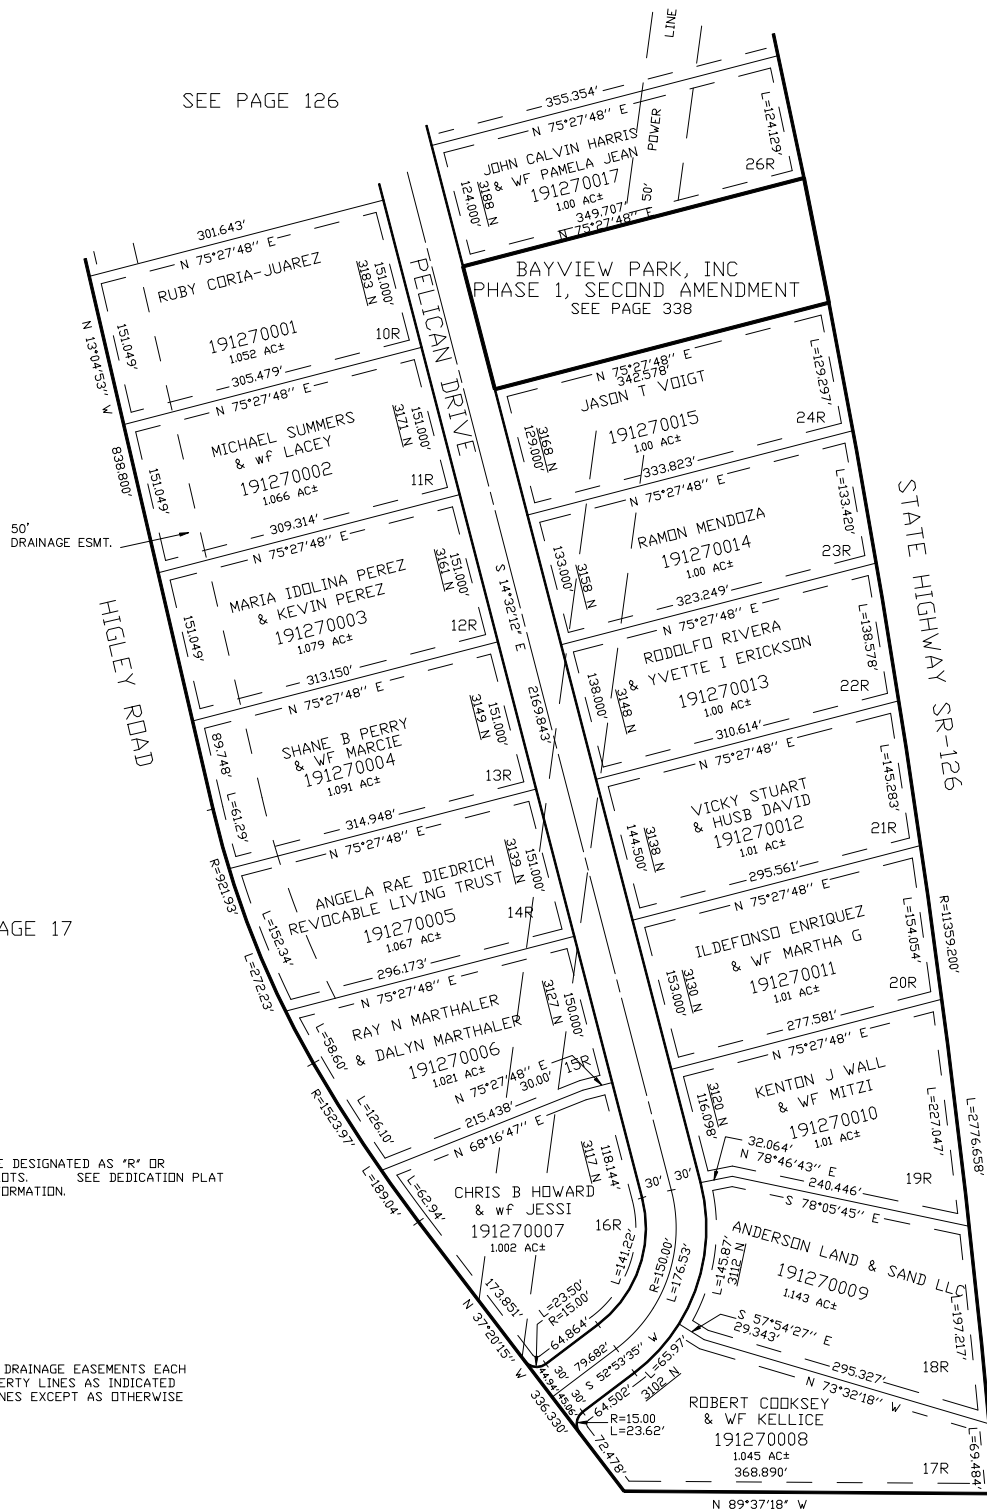 SEE PAGE 126
LINE
POWER
50'
355.354'
N 75°27'48" E
L=124.129'
JOHN CALVIN HARRIS
& WF PAMELA JEAN
191270017
1.00 AC±
26R
3188 N
124.000'
349.707'
N 75°27'48" E
BAYVIEW PARK, INC
PHASE 1, SECOND AMENDMENT
SEE PAGE 338
301.643'
N 75°27'48" E
RUBY CORIA-JUAREZ
191270001
1.052 AC±
10R
151.000'
3183 N
151.049'
N 13°04'53" W
838.800'
305.479'
N 75°27'48" E
MICHAEL SUMMERS
& wf LACEY
191270002
1.066 AC±
11R
151.000'
3171 N
151.049'
50'
DRAINAGE ESMT.
309.314'
N 75°27'48" E
MARIA IDOLINA PEREZ
& KEVIN PEREZ
191270003
1.079 AC±
12R
151.000'
3161 N
151.049'
313.150'
N 75°27'48" E
SHANE B PERRY
& WF MARCIE
191270004
1.091 AC±
13R
151.000'
3149 N
89.748'
L=61.29'
314.948'
N 75°27'48" E
ANGELA RAE DIEDRICH
REVOCABLE LIVING TRUST
191270005
1.067 AC±
14R
151.000'
3139 N
L=152.34'
R=921.93'
L=272.23'
296.173'
N 75°27'48" E
RAY N MARTHALER
& DALYN MARTHALER
191270006
1.021 AC±
15R
150.000'
3127 N
L=58.60'
L=126.10'
R=1523.97'
L=189.04'
N 75°27'48" E
30.00'
215.438'
N 68°16'47" E
CHRIS B HOWARD
& wf JESSI
191270007
1.002 AC±
16R
118.144'
3117 N
L=62.94'
173.851'
N 37°20'15" W
336.330'
L=141.22'
L=23.50'
R=15.00'
64.864'
HIGLEY ROAD
PELICAN DRIVE
S 14°32'12" E
2169.843'
30'
30'
R=150.00'
L=176.53'
79.682'
S 52°53'35" W
30'
30'
44.94'
45.06'
64.502'
L=65.97'
3102 N
R=15.00
L=23.62'
72.478'
N 75°27'48" E
342.578'
JASON T VOIGT
191270015
1.00 AC±
24R
3168 N
129.000'
L=129.297'
333.823'
N 75°27'48" E
RAMON MENDOZA
191270014
1.00 AC±
23R
3158 N
133.000'
L=133.420'
323.249'
N 75°27'48" E
RODOLFO RIVERA
& YVETTE I ERICKSON
191270013
1.00 AC±
22R
3148 N
138.000'
L=138.578'
310.614'
N 75°27'48" E
VICKY STUART
& HUSB DAVID
191270012
1.01 AC±
21R
3138 N
144.500'
L=145.283'
295.561'
N 75°27'48" E
ILDEFONSO ENRIQUEZ
& WF MARTHA G
191270011
1.01 AC±
20R
3130 N
153.000'
L=154.054'
277.581'
N 75°27'48" E
KENTON J WALL
& WF MITZI
191270010
1.01 AC±
19R
3120 N
116.098'
L=227.047'
32.064'
N 78°46'43" E
240.446'
S 78°05'45" E
ANDERSON LAND & SAND LLC
191270009
1.143 AC±
18R
L=145.87'
3112 N
L=197.217'
S 57°54'27" E
29.343'
295.327'
N 73°32'18" W
ROBERT COOKSEY
& WF KELLICE
191270008
1.045 AC±
368.890'
17R
L=69.484'
N 89°37'18" W
STATE HIGHWAY SR-126
R=11359.200'
L=2776.658'
AGE 17
E DESIGNATED AS "R" OR
OTS. SEE DEDICATION PLAT
ORMATION.
DRAINAGE EASEMENTS EACH
ERTY LINES AS INDICATED
NES EXCEPT AS OTHERWISE